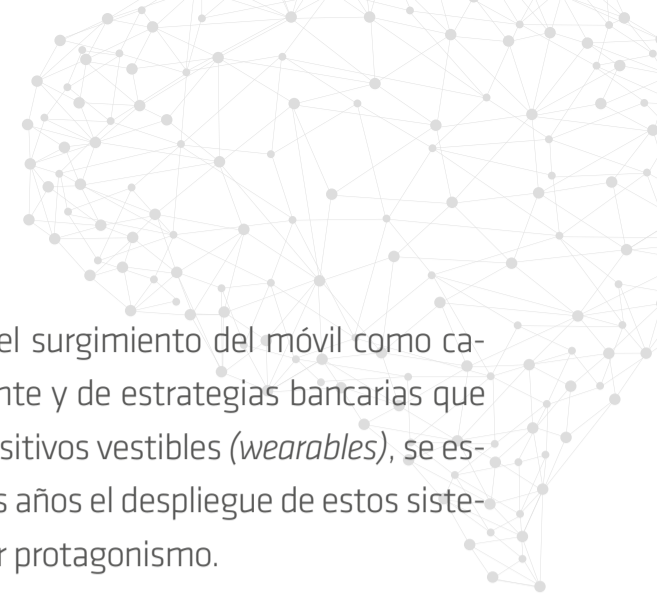 el surgimiento del móvil como ca-
nte y de estrategias bancarias que
sitivos vestibles (wearables), se es-
s años el despliegue de estos siste-
r protagonismo.